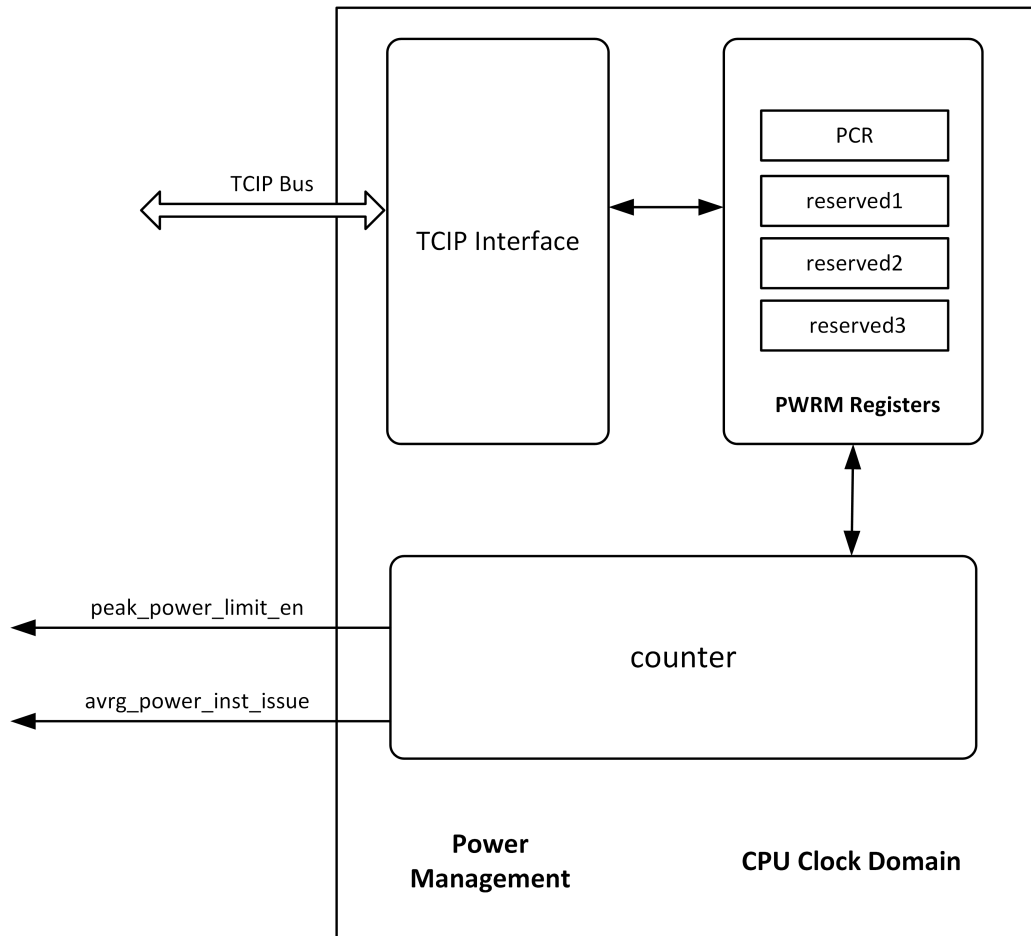 PCR
TCIP Bus
reserved1
TCIP Interface
reserved2
reserved3
PWRM Registers
peak_power_limit_en
counter
avrg_power_inst_issue
Power
Management
CPU Clock Domain